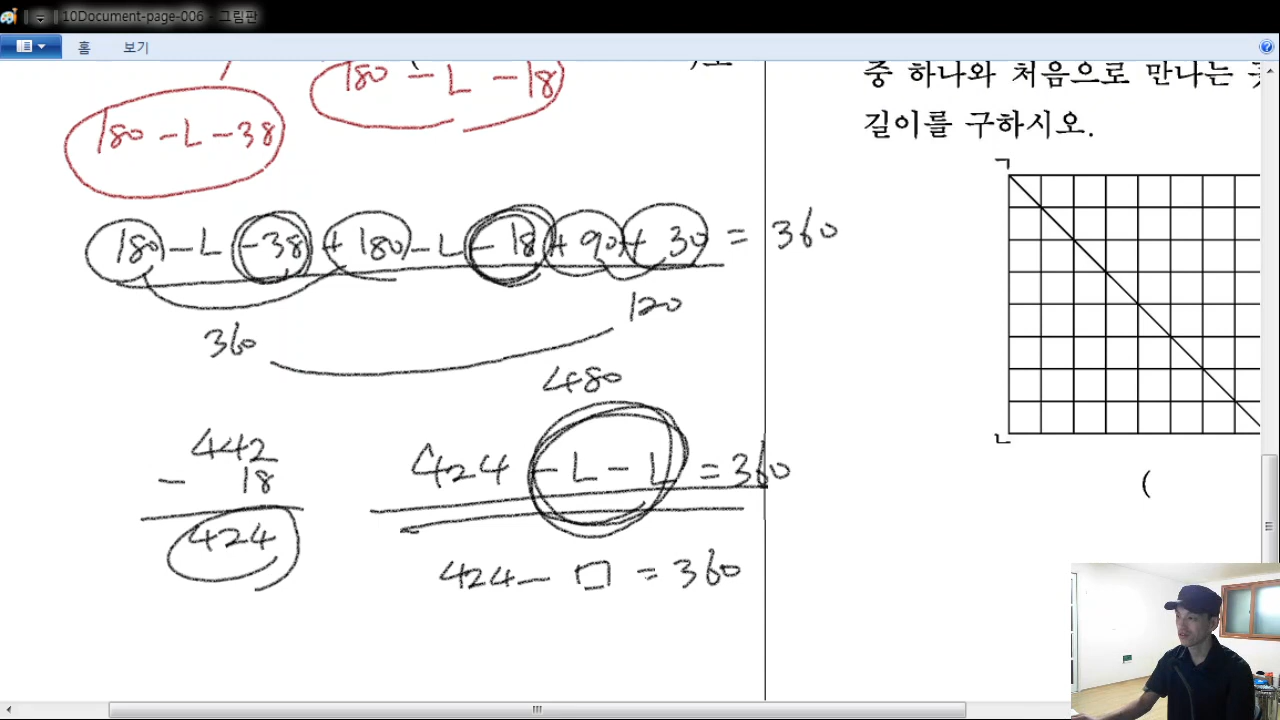 10Document-page-006 - 그림판
홈 보기
180 - L - 18
180 - L - 38
180 - L - 38 + 180 - L - 18 + 90 + 30 = 360
120
360
480
442
- 18
424
424 - L - L = 360
424 - □ = 360
중 하나와 처음으로 만나는
길이를 구하시오.
ㄱ
ㄴ
(